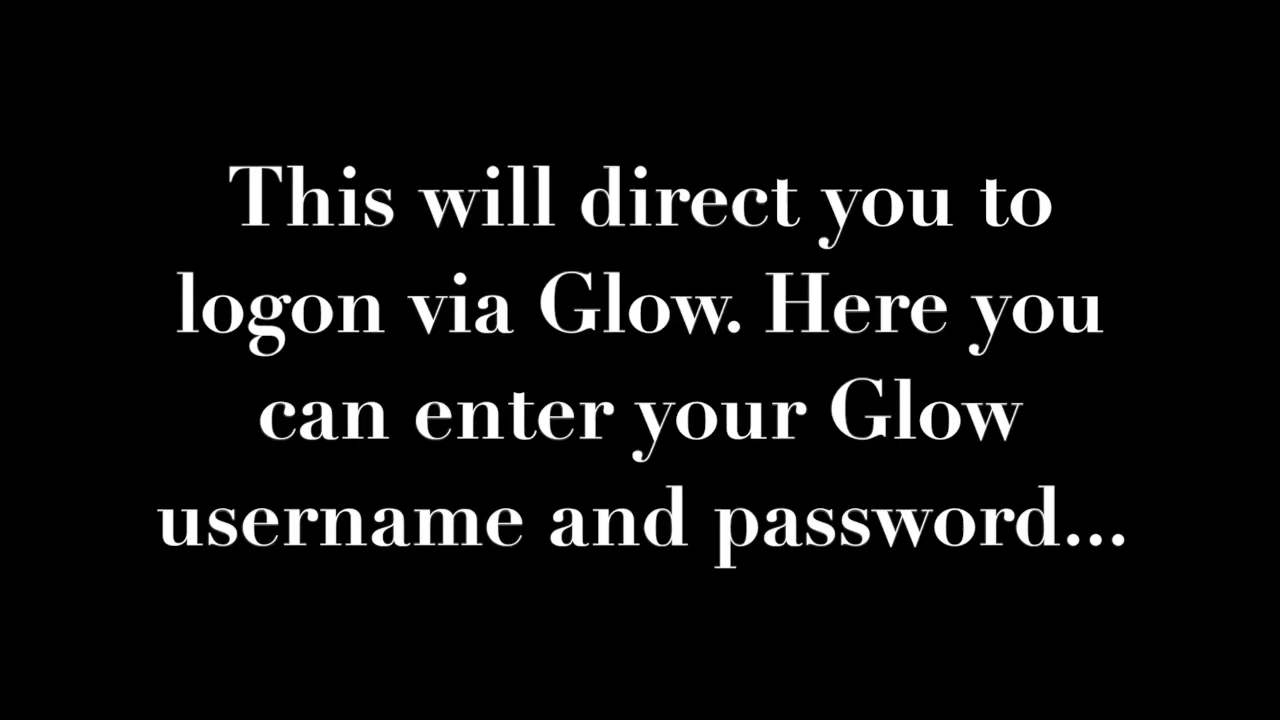 This will direct you to
logon via Glow. Here you
can enter your Glow
username and password...